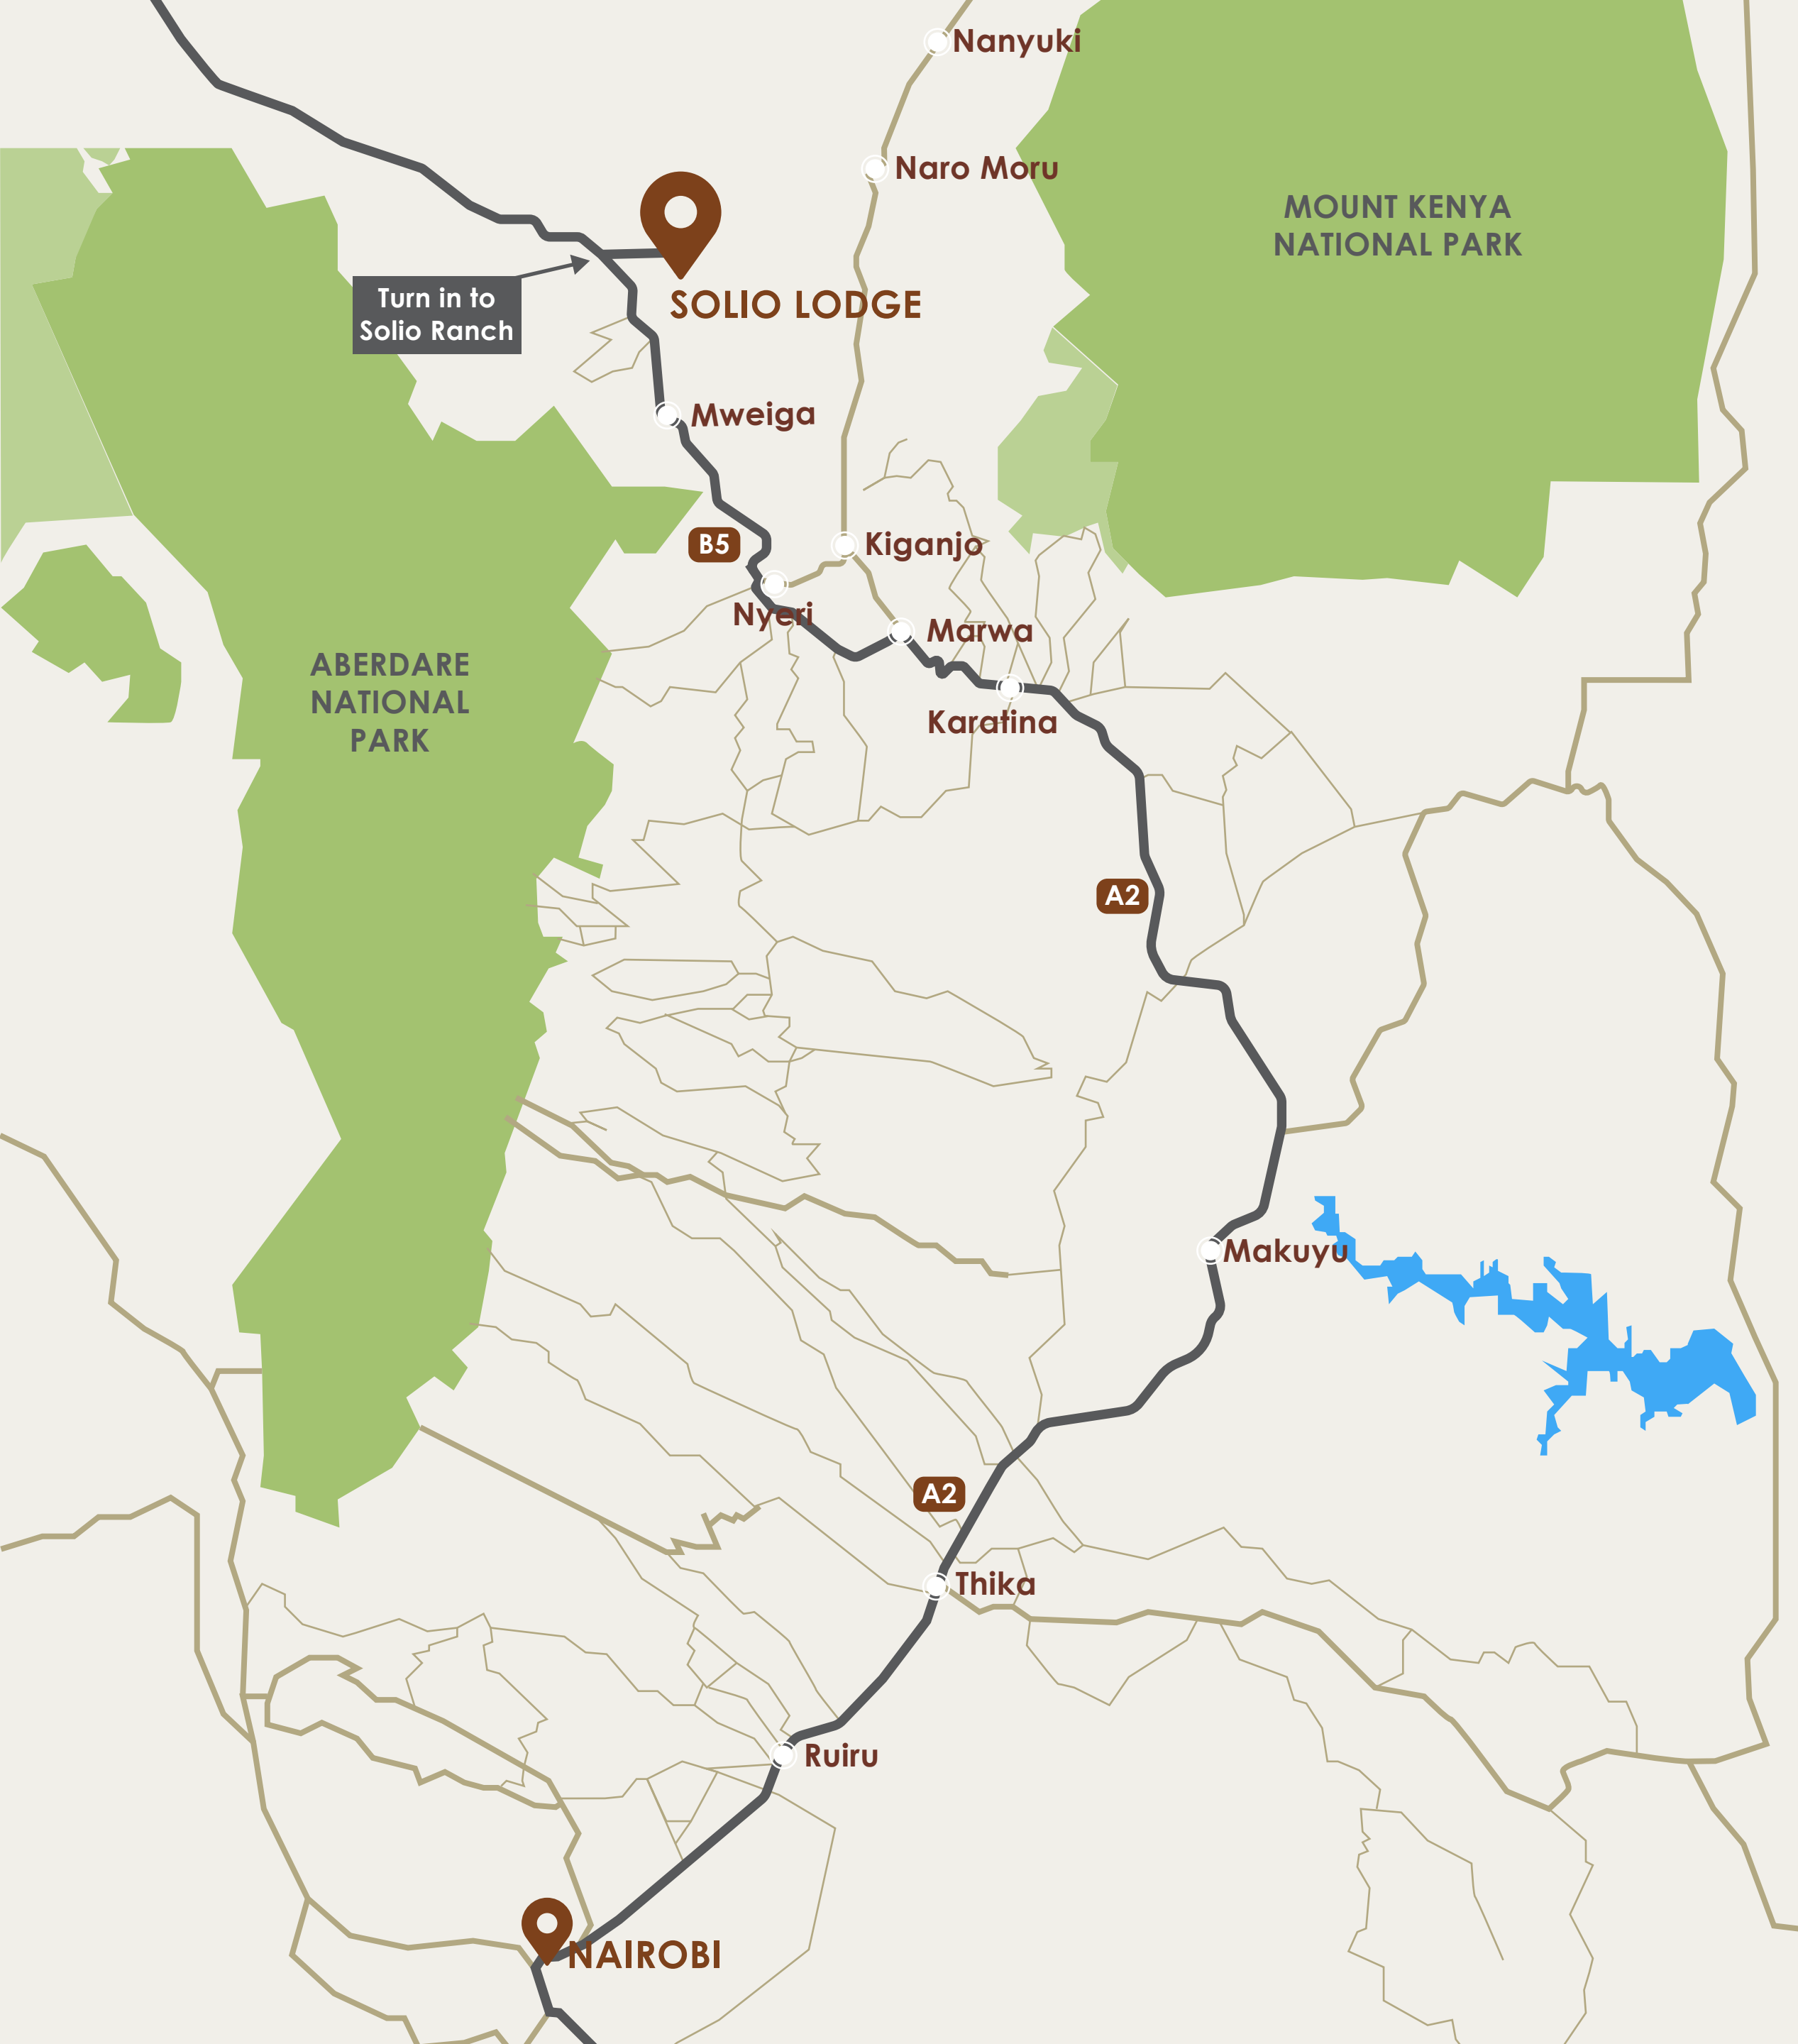 Nanyuki
Naro Moru
MOUNT KENYA
NATIONAL PARK
Turn in to
Solio Ranch
SOLIO LODGE
Mweiga
B5
Kiganjo
Nyeri
Marwa
ABERDARE
NATIONAL
PARK
Karatina
A2
Makuyu
A2
Thika
Ruiru
NAIROBI